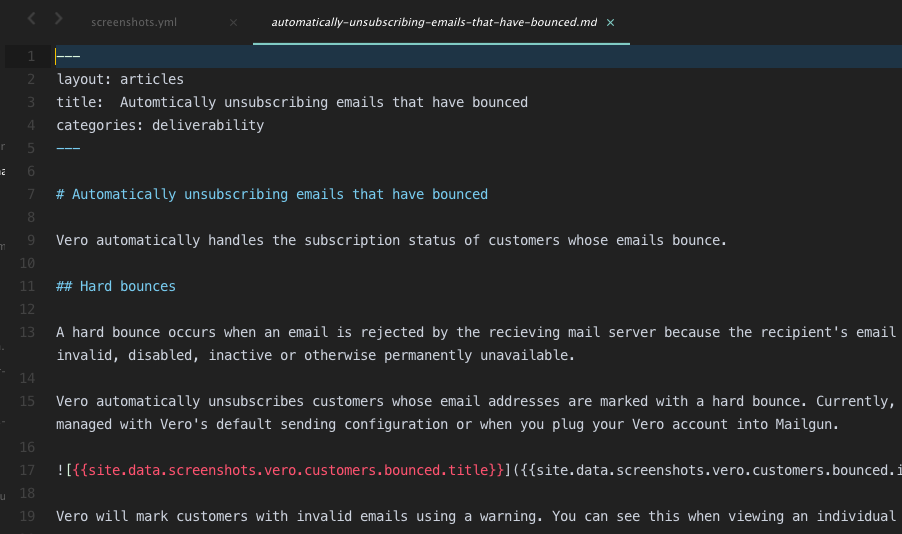 screenshots.yml ×
automatically-unsubscribing-emails-that-have-bounced.md ×
1 ---
2 layout: articles
3 title:  Automtically unsubscribing emails that have bounced
4 categories: deliverability
5 ---
6
7 # Automatically unsubscribing emails that have bounced
8
9 Vero automatically handles the subscription status of customers whose emails bounce.
10
11 ## Hard bounces
12
13 A hard bounce occurs when an email is rejected by the recieving mail server because the recipient's email
invalid, disabled, inactive or otherwise permanently unavailable.
14
15 Vero automatically unsubscribes customers whose email addresses are marked with a hard bounce. Currently,
managed with Vero's default sending configuration or when you plug your Vero account into Mailgun.
16
17 ![{{site.data.screenshots.vero.customers.bounced.title}}]({{site.data.screenshots.vero.customers.bounced.i
18
19 Vero will mark customers with invalid emails using a warning. You can see this when viewing an individual